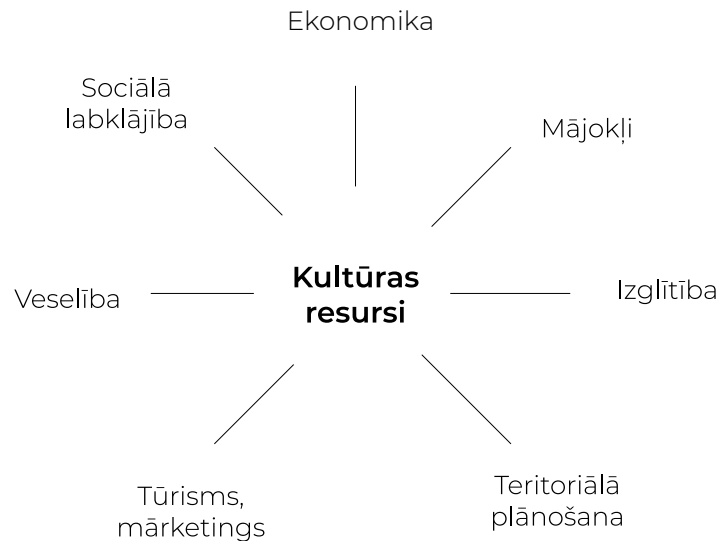 Ekonomika
Sociālā
labklājība
Mājokļi
Kultūras
resursi
Veselība
Izglītība
Tūrisms,
mārketings
Teritoriālā
plānošana